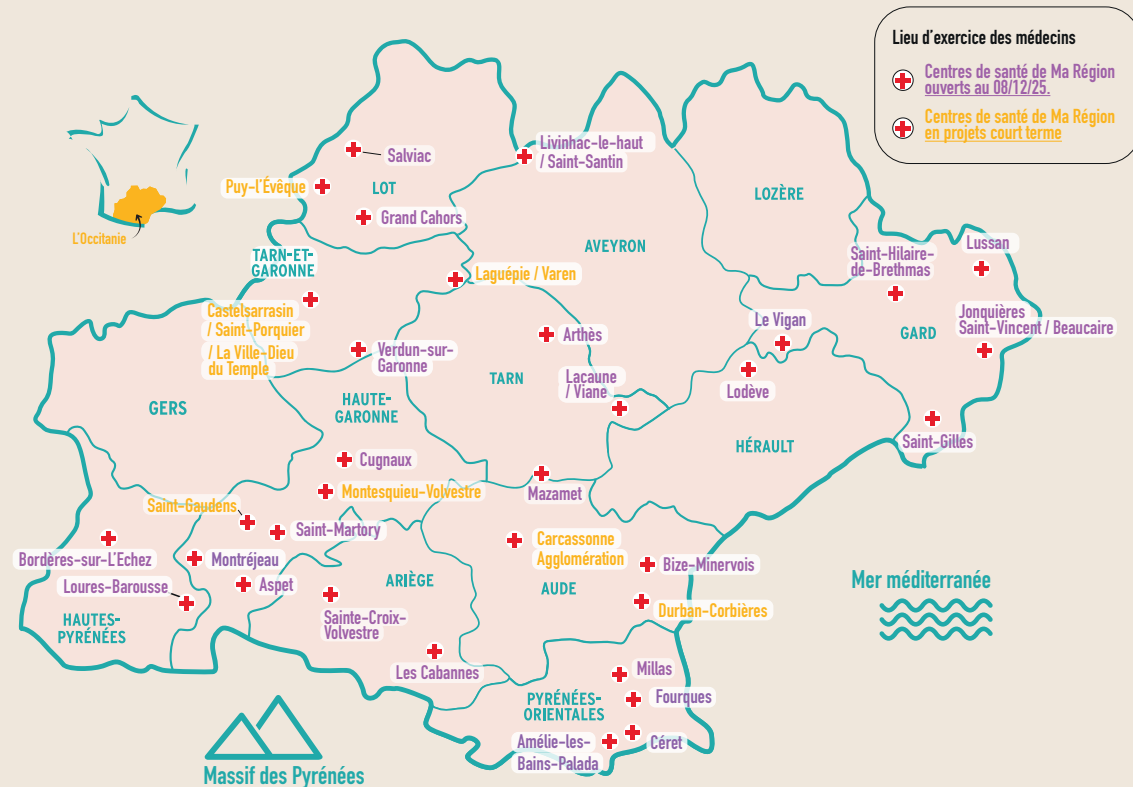 Lieu d'exercice des médecins
Centres de santé de Ma Région
ouverts au 08/12/25.
Centres de santé de Ma Région
en projets court terme
L'Occitanie
Salviac
Puy-l'Évêque
LOT
Grand Cahors
Livinhac-le-haut
/ Saint-Santin
LOZÈRE
AVEYRON
TARN-ET-
GARONNE
Laguépie / Varen
Castelsarrasin
/ Saint-Porquier
/ La Ville-Dieu
du Temple
Verdun-sur-
Garonne
Arthès
TARN
Lacaune
/ Viane
Saint-Hilaire-
de-Brethmas
Lussan
Jonquières
Saint-Vincent / Beaucaire
GARD
Le Vigan
Lodève
HÉRAULT
Saint-Gilles
GERS
HAUTE-
GARONNE
Cugnaux
Montesquieu-Volvestre
Mazamet
Saint-Gaudens
Saint-Martory
Bordères-sur-L'Echez
Montréjeau
Loures-Barousse
Aspet
HAUTES-
PYRÉNÉES
ARIÈGE
Sainte-Croix-
Volvestre
Les Cabannes
Carcassonne
Agglomération
AUDE
Bize-Minervois
Durban-Corbières
Mer méditerranée
Millas
Fourques
PYRÉNÉES-
ORIENTALES
Céret
Amélie-les-
Bains-Palada
Massif des Pyrénées